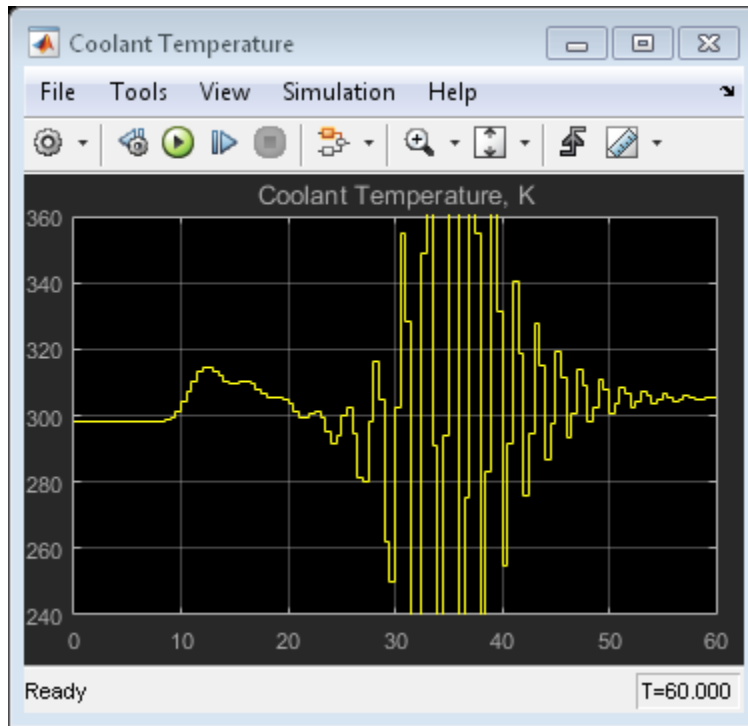 Coolant Temperature
File Tools View Simulation Help
Coolant Temperature, K
360
340
320
300
280
260
240
0 10 20 30 40 50 60
Ready T=60.000